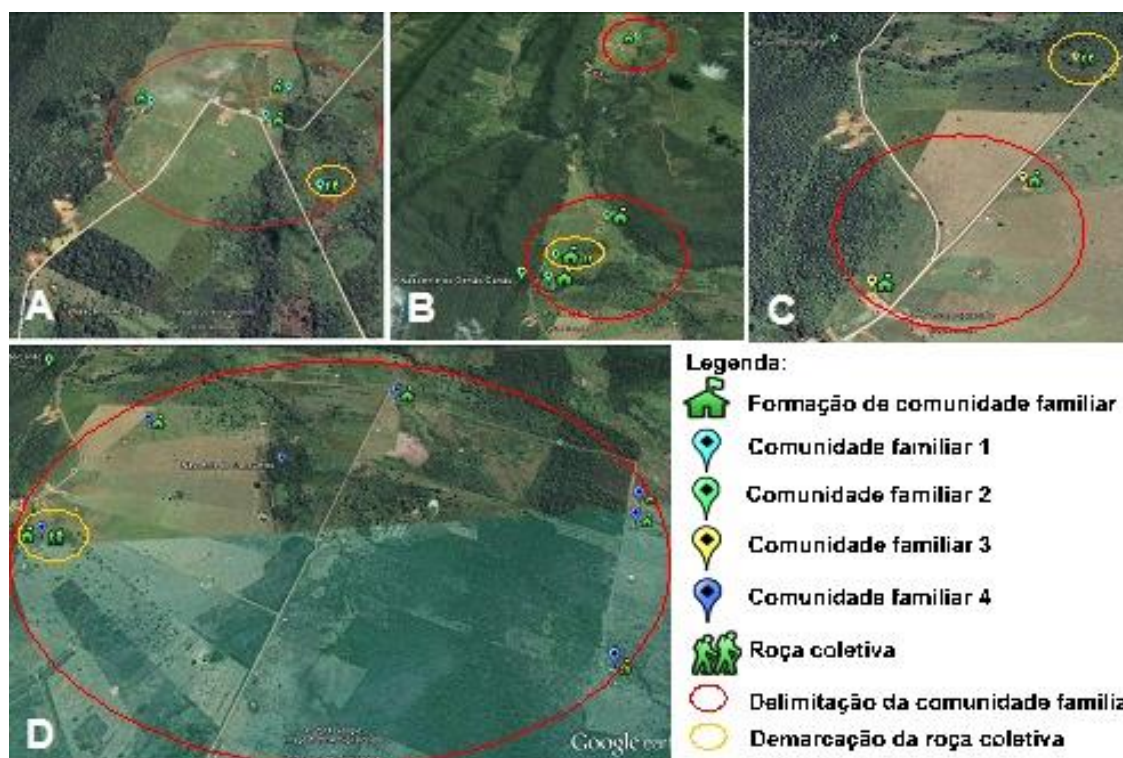 A
B
C
D
Legenda:
Formação de comunidade familiar
Comunidade familiar 1
Comunidade familiar 2
Comunidade familiar 3
Comunidade familiar 4
Roça coletiva
Delimitação da comunidade familia
Demarcação da roça coletiva
Google eart